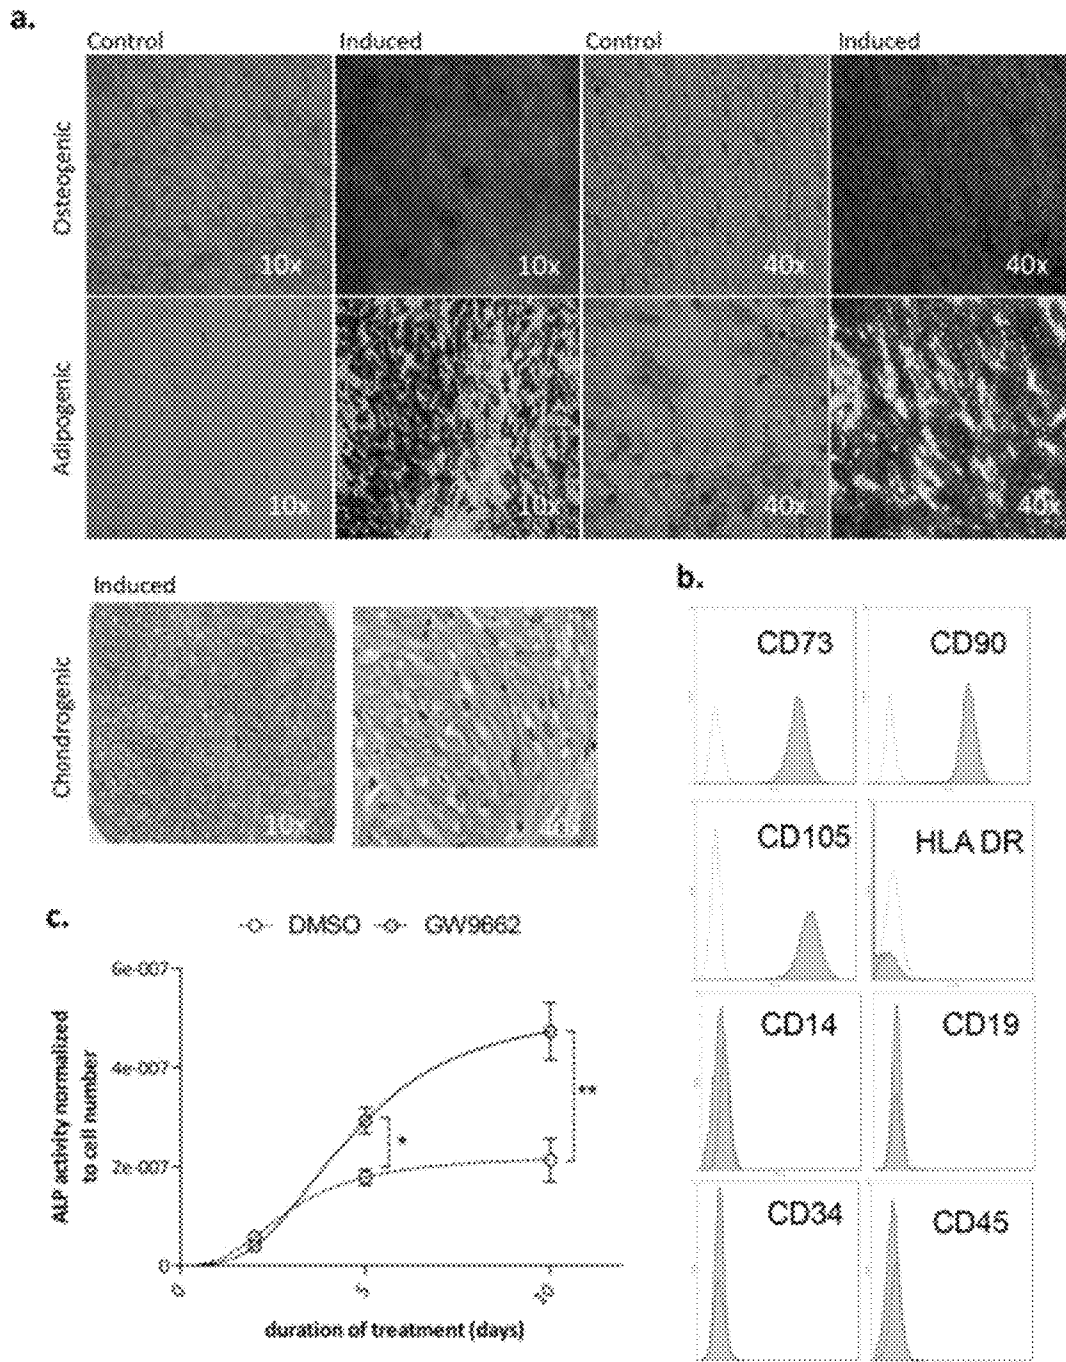 a.
Control Induced Control Induced
Osteogenic
10x 10x 40x 40x
Adipogenic
10x 10x 40x 40x
Induced
Chondrogenic
10x
b.
CD73 CD90
CD105 HLA DR
CD14 CD19
CD34 CD45
c.
DMSO GW9662
6e-007
4e-007
2e-007
0
ALP activity normalized
to cell number
* **
0 5 10
duration of treatment (days)